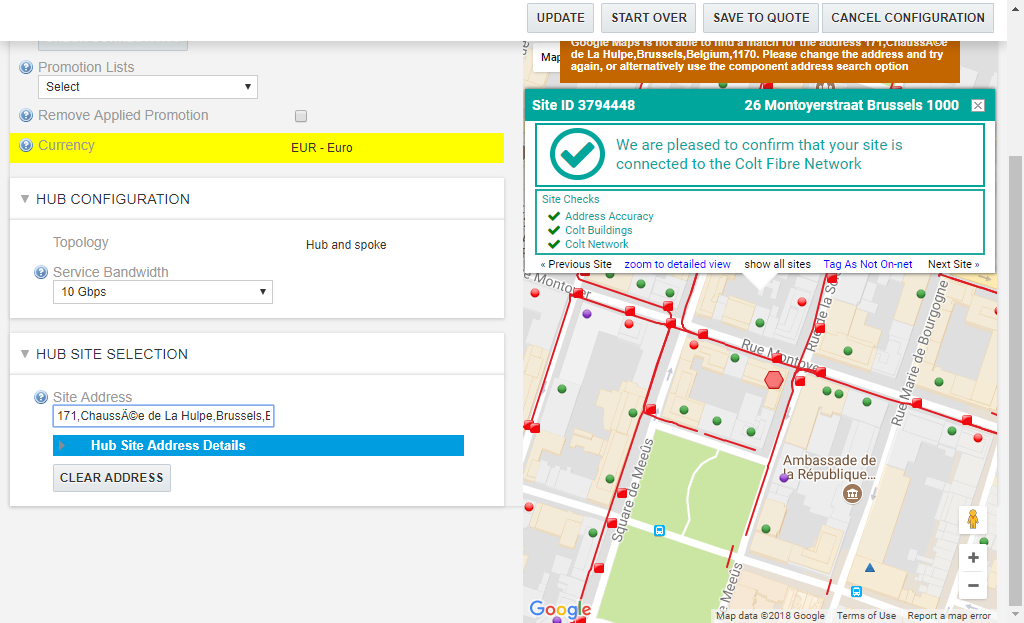 UPDATE
START OVER
SAVE TO QUOTE
CANCEL CONFIGURATION
Promotion Lists
Select
Remove Applied Promotion
Currency
EUR - Euro
HUB CONFIGURATION
Topology
Hub and spoke
Service Bandwidth
10 Gbps
HUB SITE SELECTION
Site Address
171,ChaussÃ©e de La Hulpe,Brussels,E
Hub Site Address Details
CLEAR ADDRESS
Map
Google Maps is not able to find a match for the address 171,ChaussÃ©e
de La Hulpe,Brussels,Belgium,1170. Please change the address and try
again, or alternatively use the component address search option
Site ID 3794448
26 Montoyerstraat Brussels 1000
We are pleased to confirm that your site is
connected to the Colt Fibre Network
Site Checks
Address Accuracy
Colt Buildings
Colt Network
« Previous Site
zoom to detailed view
show all sites
Tag As Not On-net
Next Site »
Montoyer
Rue Montoyer
Rue de la Sc
Rue Marie de Bourgogne
Square de Meeûs
Ambassade de
la République...
Meeûs
Google
Map data ©2018 Google
Terms of Use
Report a map error